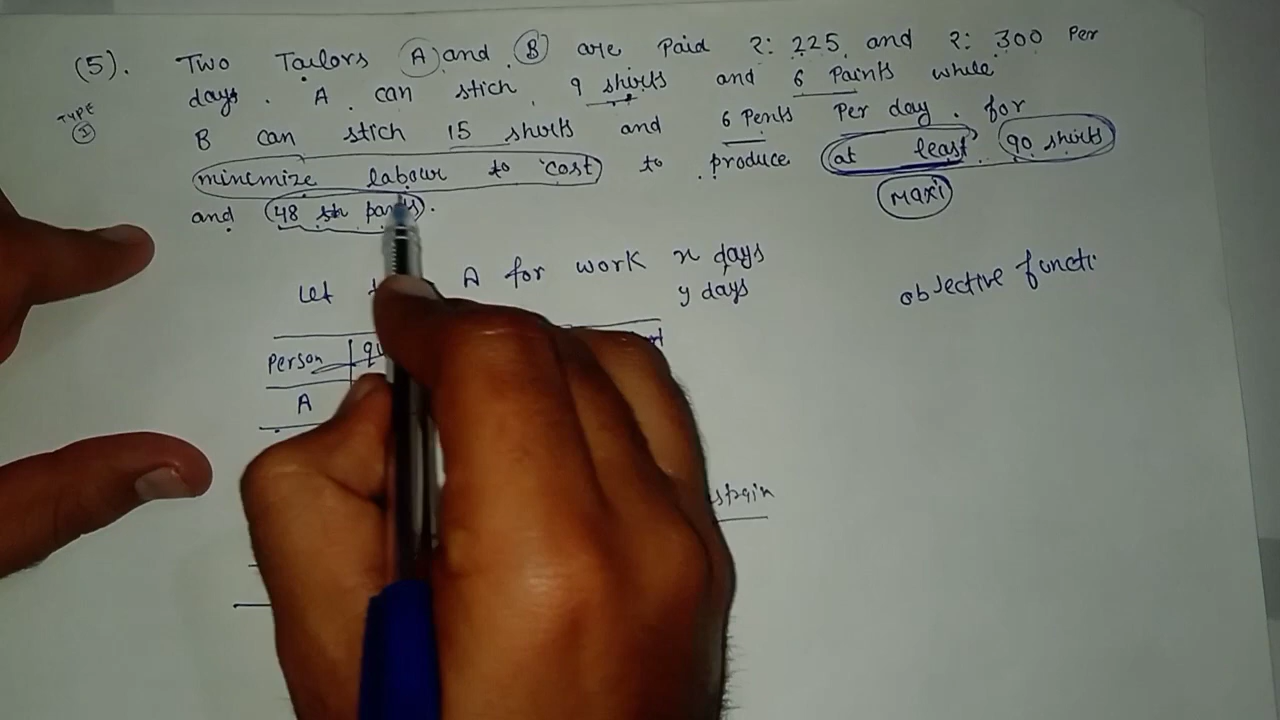 (5). Two Tailors A and B are paid ₹: 225 and ₹: 300 Per
days. A can stich 9 shirts and 6 Paints while
TYPE
B can stich 15 shirts and 6 Pents Per day. for
minimize labour to cost to produce at least 90 shirts
maxi
and 48
Let A for work x days
y days
objective functi
Person
A